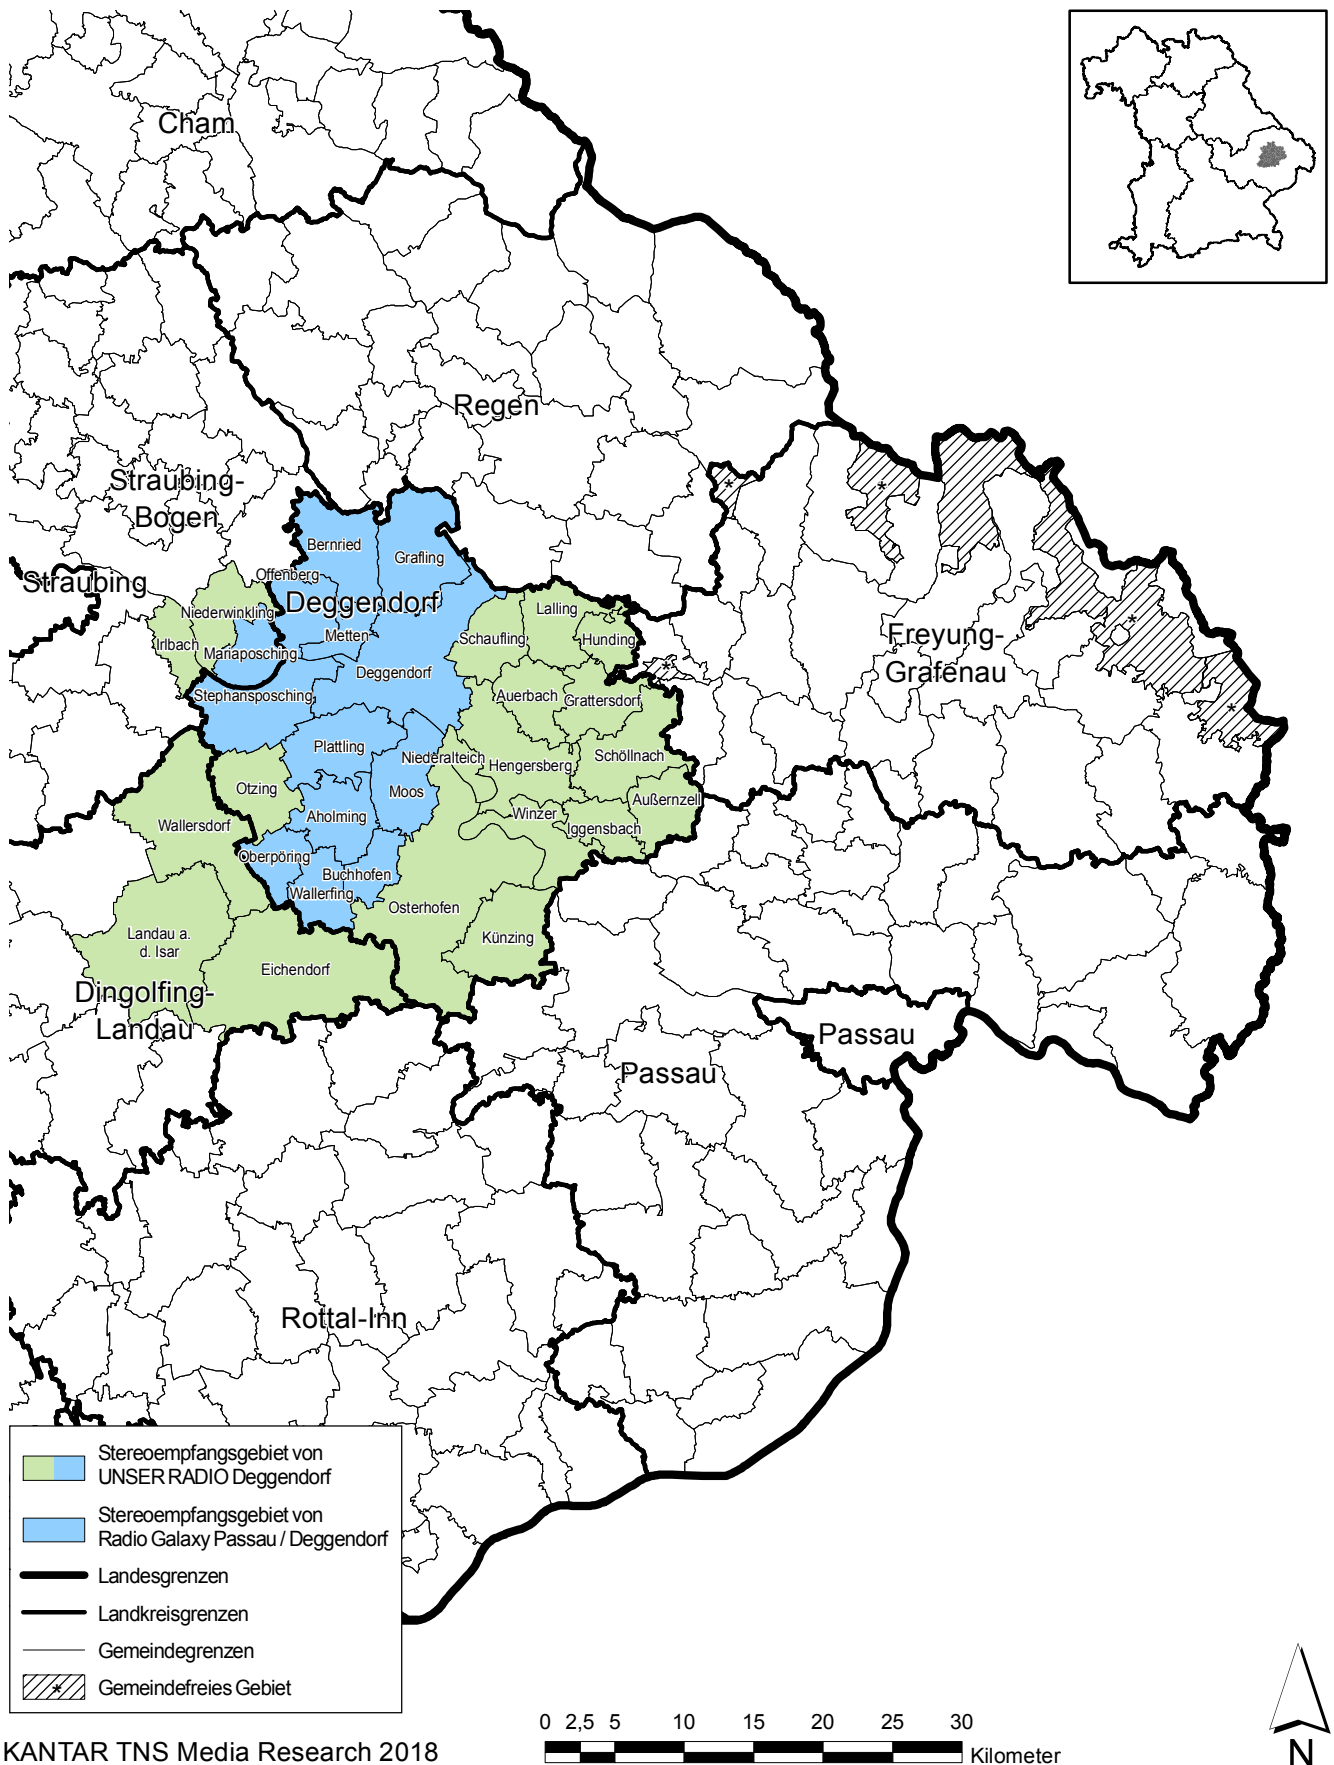 Cham
Regen
Straubing-
Bogen
Straubing
Bernried
Grafling
Offenberg
Deggendorf
Niederwinkling
Metten
Irlbach
Mariaposching
Lalling
Schaufling
Hunding
Freyung-
Grafenau
Deggendorf
Stephansposching
Auerbach
Grattersdorf
Plattling
Niederalteich
Hengersberg
Schöllnach
Otzing
Moos
Außernzell
Wallersdorf
Aholming
Winzer
Iggensbach
Oberpöring
Buchhofen
Wallerfing
Osterhofen
Künzing
Landau a.
d. Isar
Eichendorf
Dingolfing-
Landau
Passau
Passau
Rottal-Inn
Stereoempfangsgebiet von
UNSER RADIO Deggendorf
Stereoempfangsgebiet von
Radio Galaxy Passau / Deggendorf
Landesgrenzen
Landkreisgrenzen
Gemeindegrenzen
* Gemeindefreies Gebiet
KANTAR TNS Media Research 2018
0 2,5 5 10 15 20 25 30
Kilometer
N